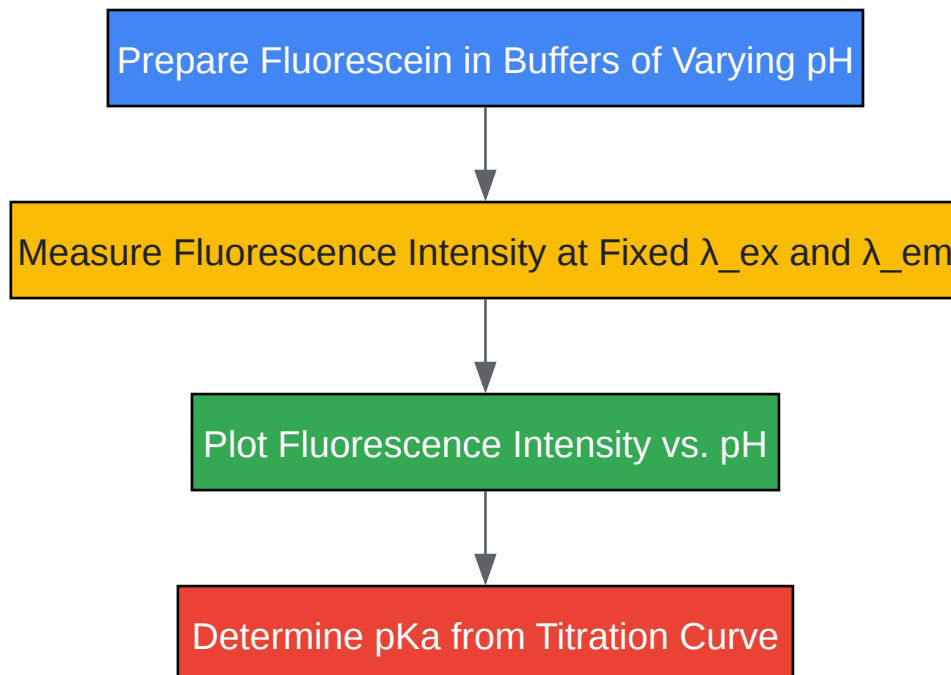 Prepare Fluorescein in Buffers of Varying pH
Measure Fluorescence Intensity at Fixed λ_ex and λ_em
Plot Fluorescence Intensity vs. pH
Determine pKa from Titration Curve